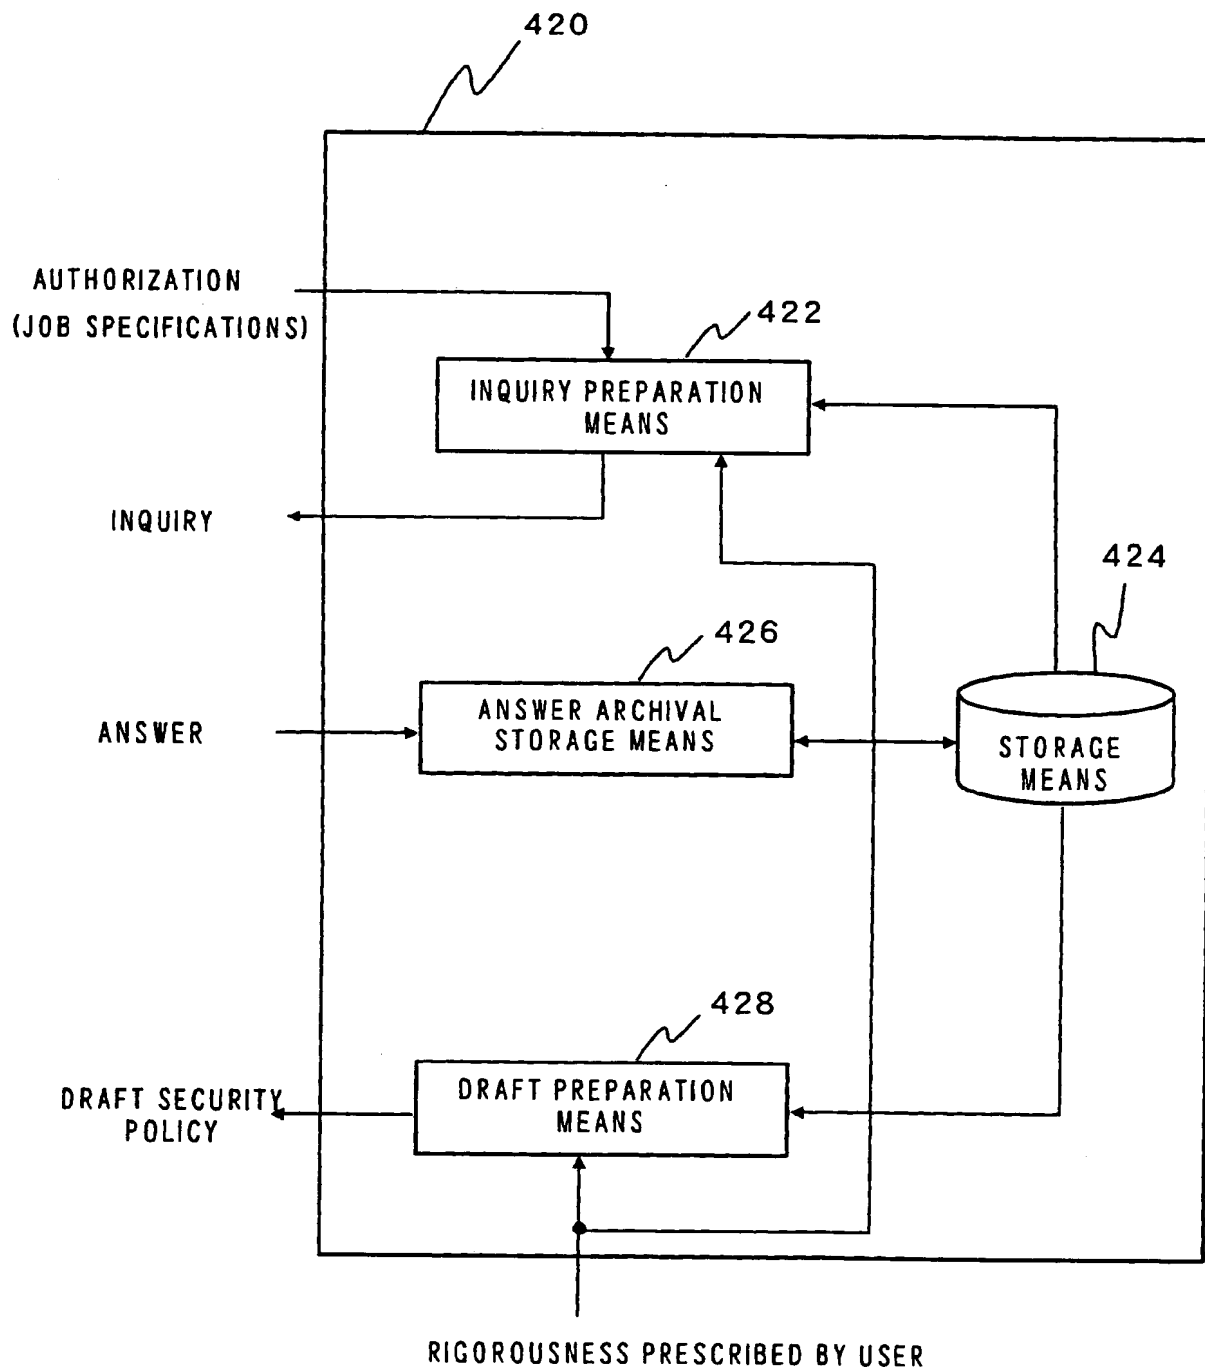 420
AUTHORIZATION
(JOB SPECIFICATIONS)
422
INQUIRY PREPARATION
MEANS
INQUIRY
424
426
ANSWER
ANSWER ARCHIVAL
STORAGE MEANS
STORAGE
MEANS
428
DRAFT SECURITY
POLICY
DRAFT PREPARATION
MEANS
RIGOROUSNESS PRESCRIBED BY USER